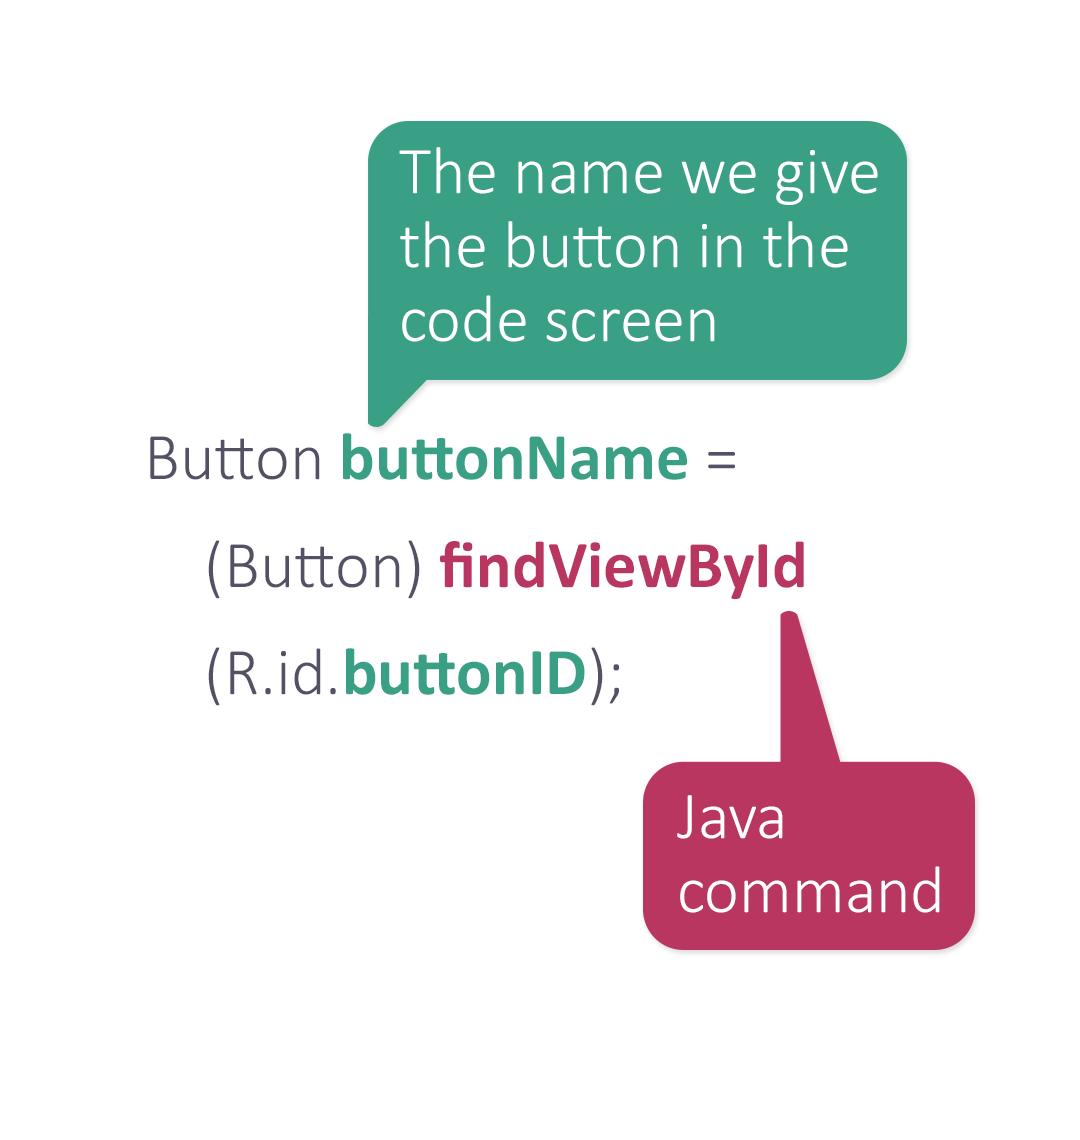 The name we give
the button in the
code screen
Button buttonName =
(Button) findViewById
(R.id.buttonID);
Java
command